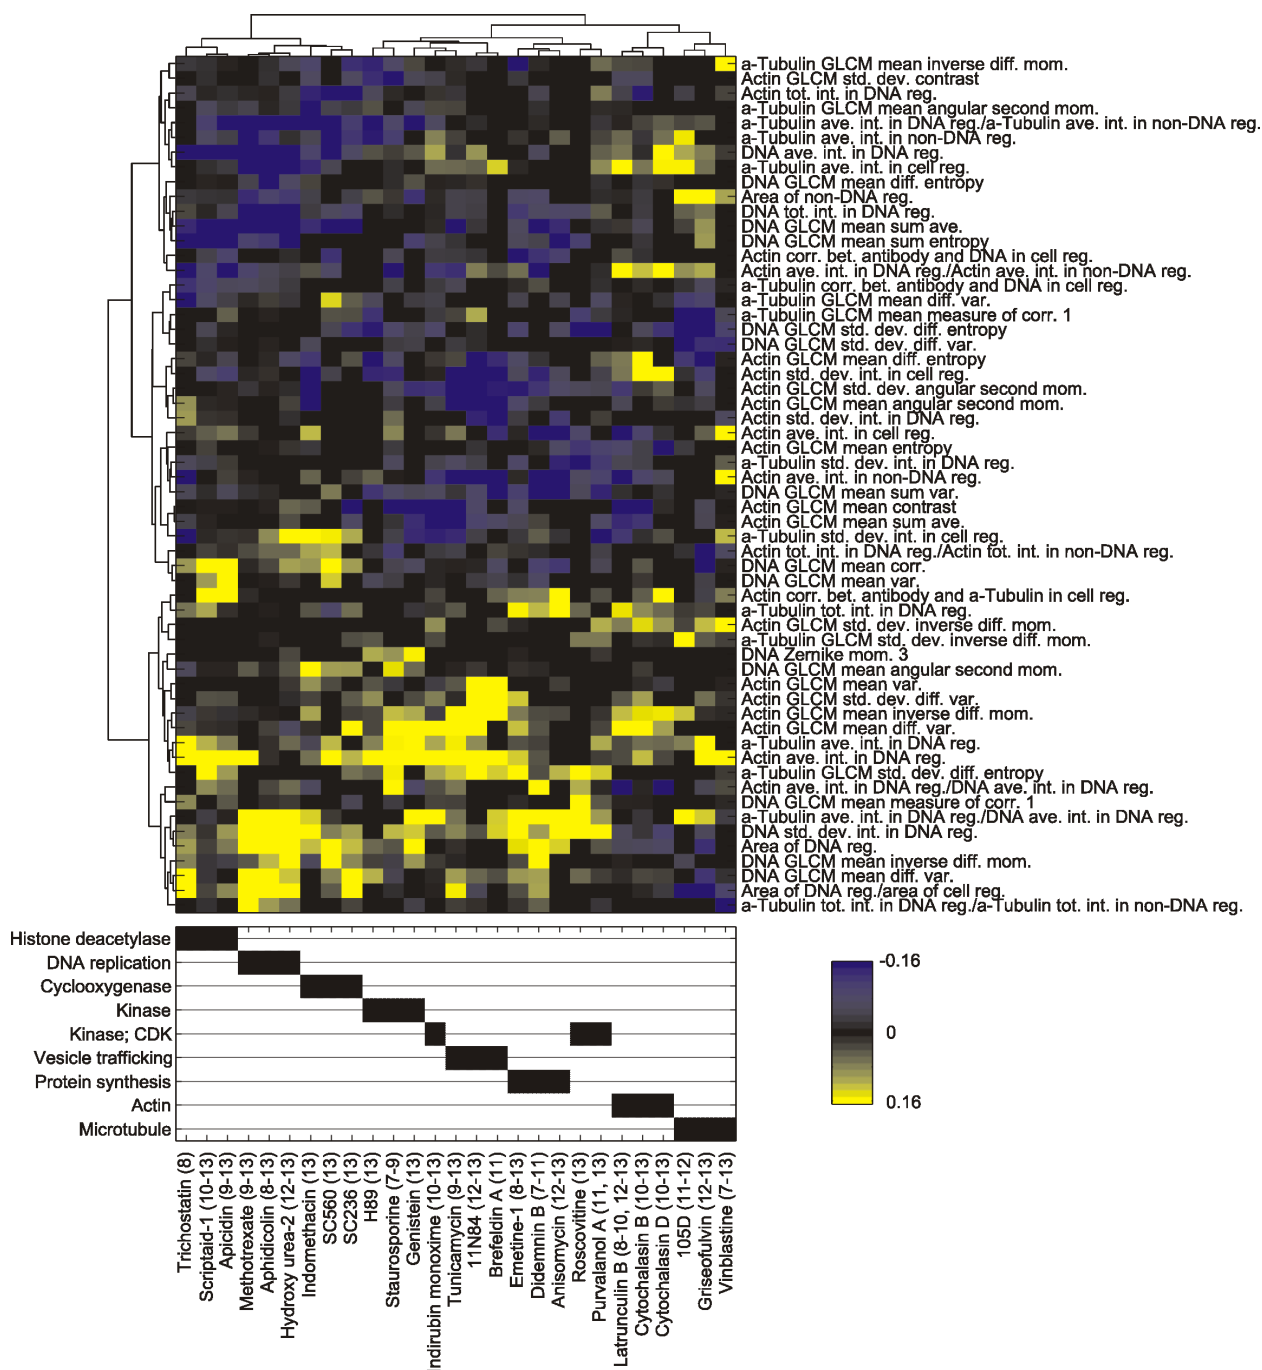 a-Tubulin GLCM mean inverse diff. mom.
Actin GLCM std. dev. contrast
Actin tot. int. in DNA reg.
a-Tubulin GLCM mean angular second mom.
a-Tubulin ave. int. in DNA reg./a-Tubulin ave. int. in non-DNA reg.
a-Tubulin ave. int. in non-DNA reg.
DNA ave. int. in DNA reg.
a-Tubulin ave. int. in cell reg.
DNA GLCM mean diff. entropy
Area of non-DNA reg.
DNA tot. int. in DNA reg.
DNA GLCM mean sum ave.
DNA GLCM mean sum entropy
Actin corr. bet. antibody and DNA in cell reg.
Actin ave. int. in DNA reg./Actin ave. int. in non-DNA reg.
a-Tubulin corr. bet. antibody and DNA in cell reg.
a-Tubulin GLCM mean diff. var.
a-Tubulin GLCM mean measure of corr. 1
DNA GLCM std. dev. diff. entropy
DNA GLCM std. dev. diff. var.
Actin GLCM mean diff. entropy
Actin std. dev. int. in cell reg.
Actin GLCM std. dev. angular second mom.
Actin GLCM mean angular second mom.
Actin std. dev. int. in DNA reg.
Actin ave. int. in cell reg.
Actin GLCM mean entropy
a-Tubulin std. dev. int. in DNA reg.
Actin ave. int. in non-DNA reg.
DNA GLCM mean sum var.
Actin GLCM mean contrast
Actin GLCM mean sum ave.
a-Tubulin std. dev. int. in cell reg.
Actin tot. int. in DNA reg./Actin tot. int. in non-DNA reg.
DNA GLCM mean corr.
DNA GLCM mean var.
Actin corr. bet. antibody and a-Tubulin in cell reg.
a-Tubulin tot. int. in DNA reg.
Actin GLCM std. dev. inverse diff. mom.
a-Tubulin GLCM std. dev. inverse diff. mom.
DNA Zernike mom. 3
DNA GLCM mean angular second mom.
Actin GLCM mean var.
Actin GLCM std. dev. diff. var.
Actin GLCM mean inverse diff. mom.
Actin GLCM mean diff. var.
a-Tubulin ave. int. in DNA reg.
Actin ave. int. in DNA reg.
a-Tubulin GLCM std. dev. diff. entropy
Actin ave. int. in DNA reg./DNA ave. int. in DNA reg.
DNA GLCM mean measure of corr. 1
a-Tubulin ave. int. in DNA reg./DNA ave. int. in DNA reg.
DNA std. dev. int. in DNA reg.
Area of DNA reg.
DNA GLCM mean inverse diff. mom.
DNA GLCM mean diff. var.
Area of DNA reg./area of cell reg.
a-Tubulin tot. int. in DNA reg./a-Tubulin tot. int. in non-DNA reg.
Histone deacetylase
DNA replication
Cyclooxygenase
Kinase
Kinase; CDK
Vesicle trafficking
Protein synthesis
Actin
Microtubule
-0.16
0
0.16
Trichostatin (8)
Scriptaid-1 (10-13)
Apicidin (9-13)
Methotrexate (9-13)
Aphidicolin (8-13)
Hydroxy urea-2 (12-13)
Indomethacin (13)
SC560 (13)
SC236 (13)
H89 (13)
Staurosporine (7-9)
Genistein (13)
Indirubin monoxime (10-13)
Tunicamycin (9-13)
11N84 (12-13)
Brefeldin A (11)
Emetine-1 (8-13)
Didemnin B (7-11)
Anisomycin (12-13)
Roscovitine (13)
Purvalanol A (11, 13)
Latrunculin B (8-10, 12-13)
Cytochalasin B (10-13)
Cytochalasin D (10-13)
105D (11-12)
Griseofulvin (12-13)
Vinblastine (7-13)